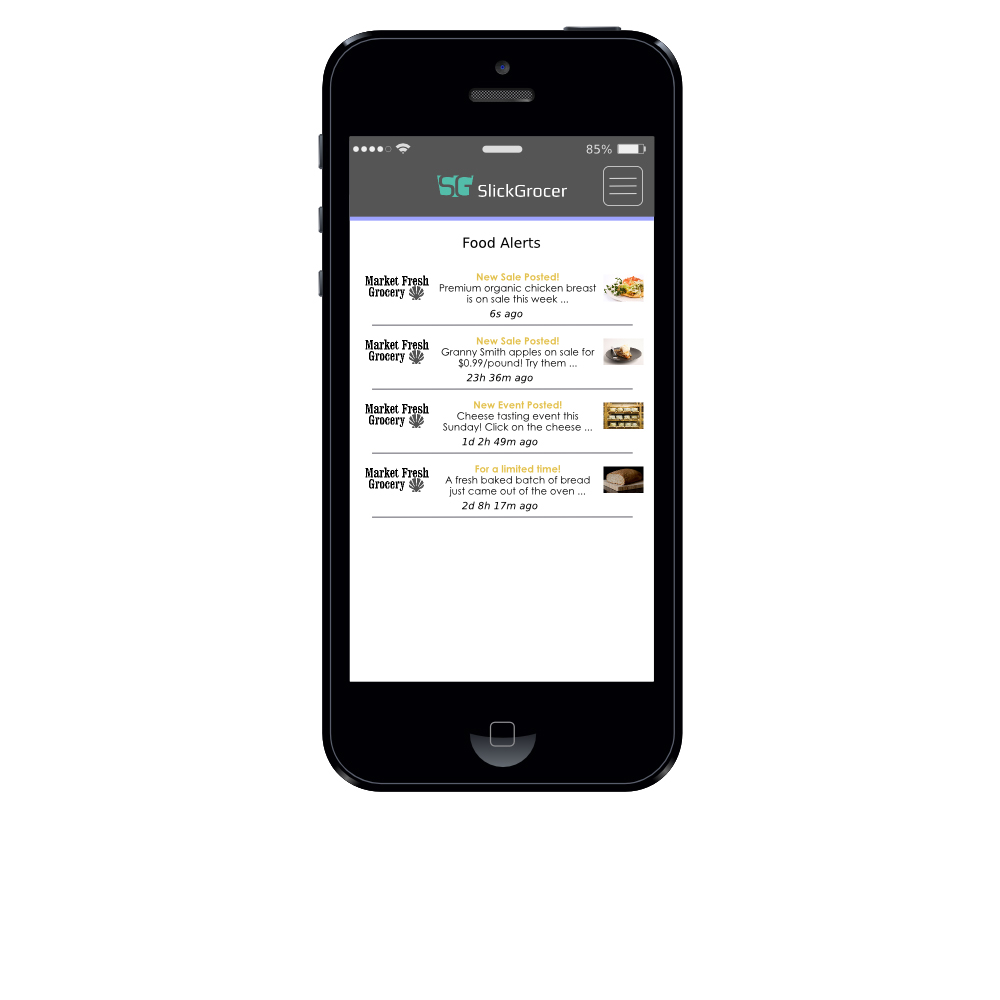 85%
SG SlickGrocer
Food Alerts
Market Fresh
Grocery
New Sale Posted!
Premium organic chicken breast
is on sale this week ...
6s ago
Market Fresh
Grocery
New Sale Posted!
Granny Smith apples on sale for
$0.99/pound! Try them ...
23h 36m ago
Market Fresh
Grocery
New Event Posted!
Cheese tasting event this
Sunday! Click on the cheese ...
1d 2h 49m ago
Market Fresh
Grocery
For a limited time!
A fresh baked batch of bread
just came out of the oven ...
2d 8h 17m ago